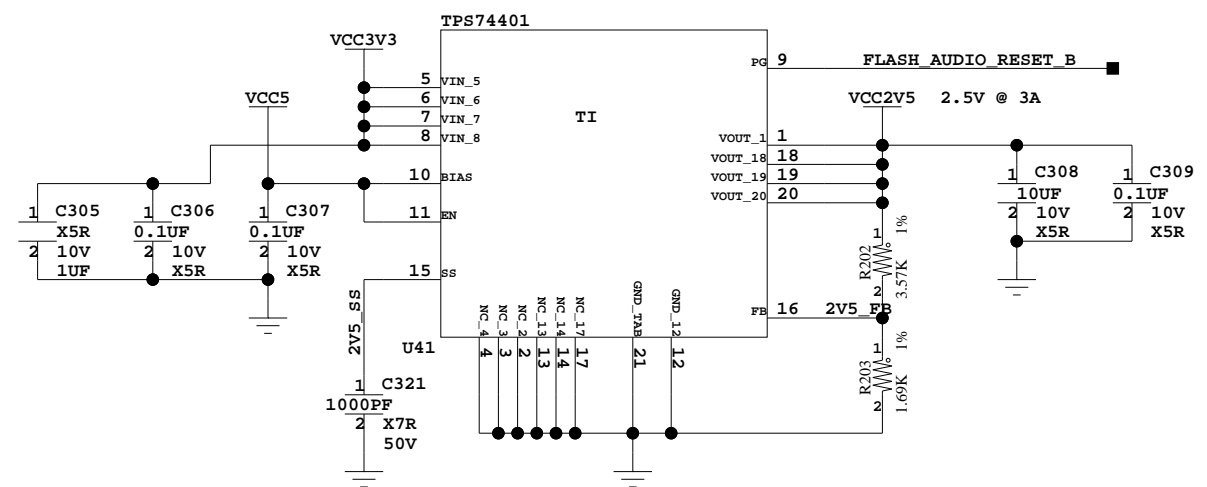 TPS74401
VCC3V3
VCC5
5 VIN_5
6 VIN_6
7 VIN_7
8 VIN_8
10 BIAS
11 EN
15 SS
TI
PG 9 FLASH_AUDIO_RESET_B
VCC2V5 2.5V @ 3A
VOUT_1 1
VOUT_18 18
VOUT_19 19
VOUT_20 20
FB 16 2V5_FB
1 C305
X5R
2 10V
1UF
1 C306
0.1UF
2 10V
X5R
1 C307
0.1UF
2 10V
X5R
1 C308
10UF
2 10V
X5R
1 C309
0.1UF
2 10V
X5R
1
R202
3.57K
1%
2
1
R203
1.69K
1%
2
2V5_SS
1 C321
1000PF
2 X7R
50V
U41
NC_4 4
NC_3 3
NC_2 2
NC_13 13
NC_14 14
NC_17 17
GND_TAB 21
GND_12 12